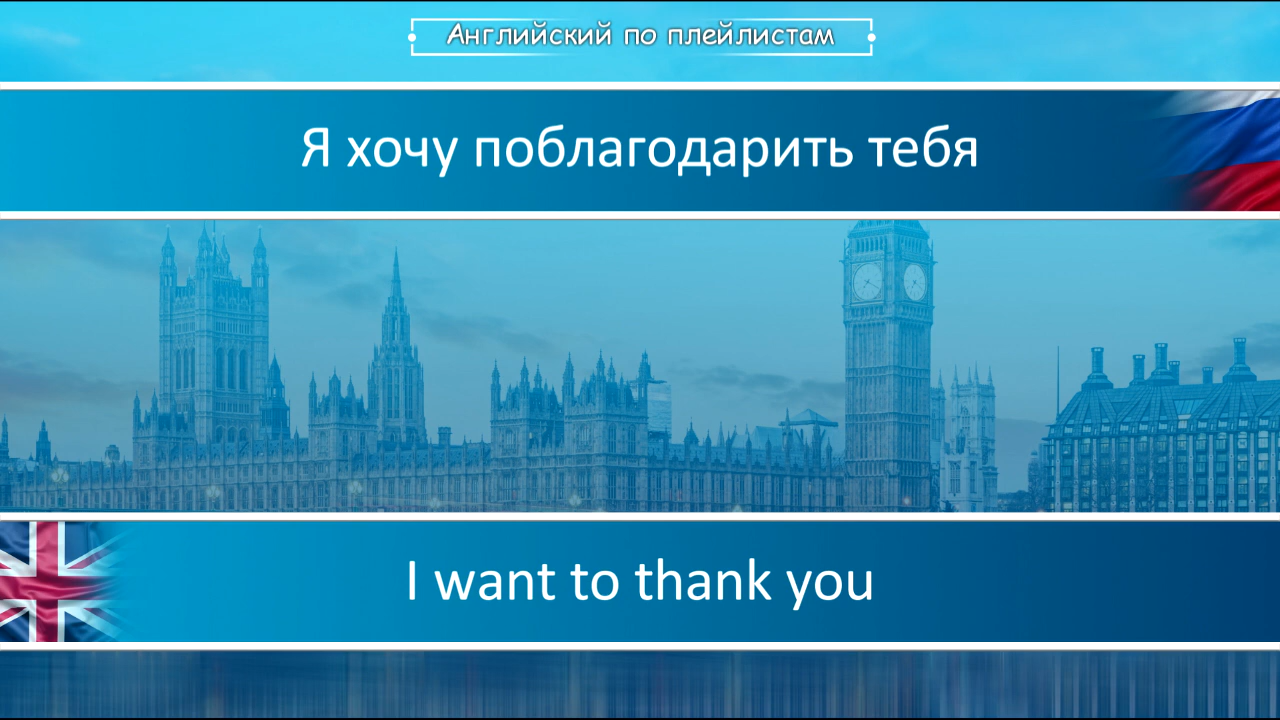 Английский по плейлистам
Я хочу поблагодарить тебя
I want to thank you